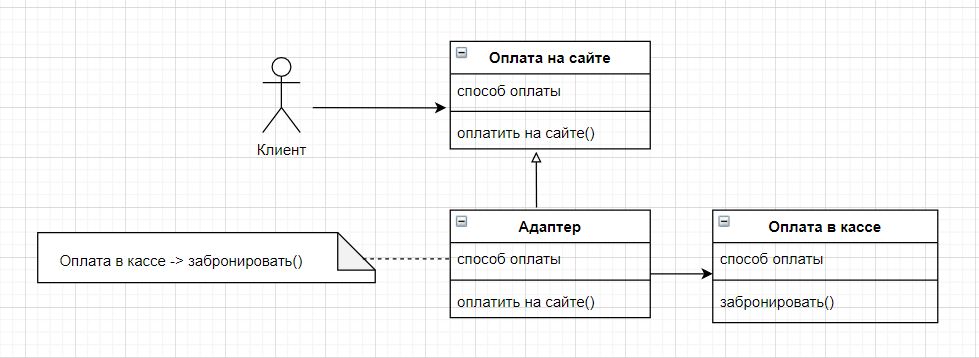 Оплата на сайте
способ оплаты
оплатить на сайте()
Клиент
Адаптер
способ оплаты
оплатить на сайте()
Оплата в кассе
способ оплаты
забронировать()
Оплата в кассе -> забронировать()